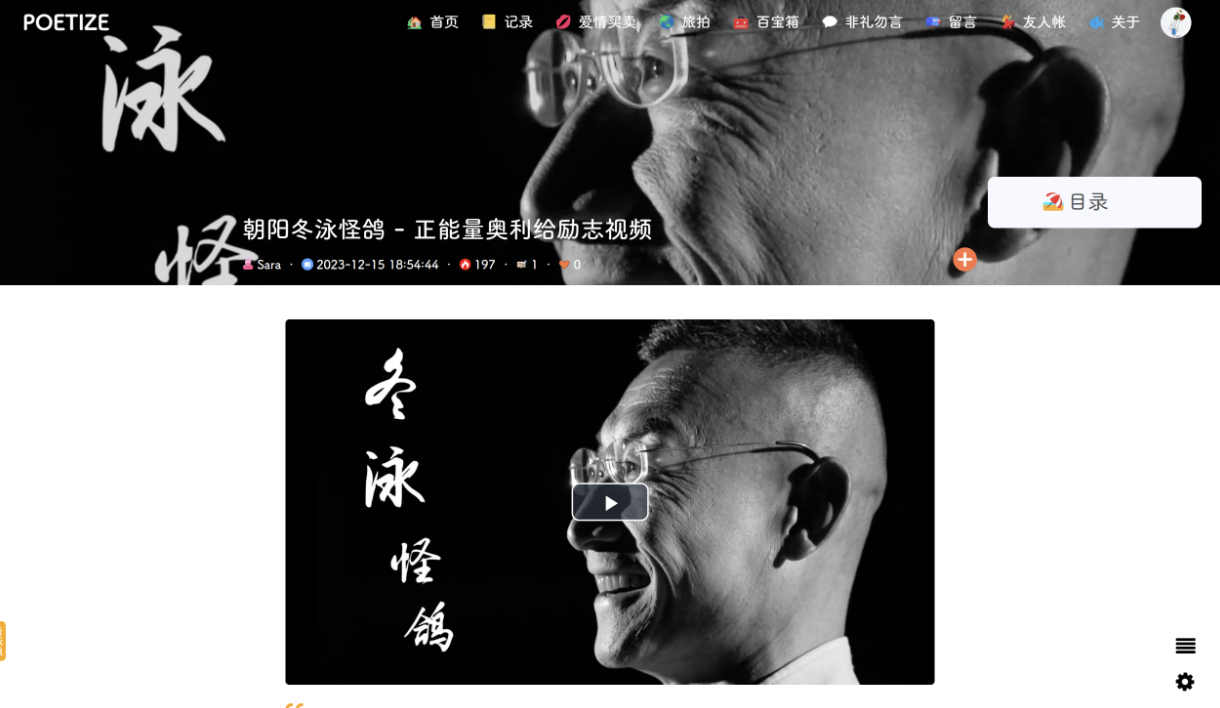 POETIZE
首页 记录 爱情买卖 旅拍 百宝箱 非礼勿言 留言 友人帐 关于
泳
怪
目录
朝阳冬泳怪鸽 - 正能量奥利给励志视频
Sara · 2023-12-15 18:54:44 · 197 · 1 · 0
冬
泳
怪
鸽